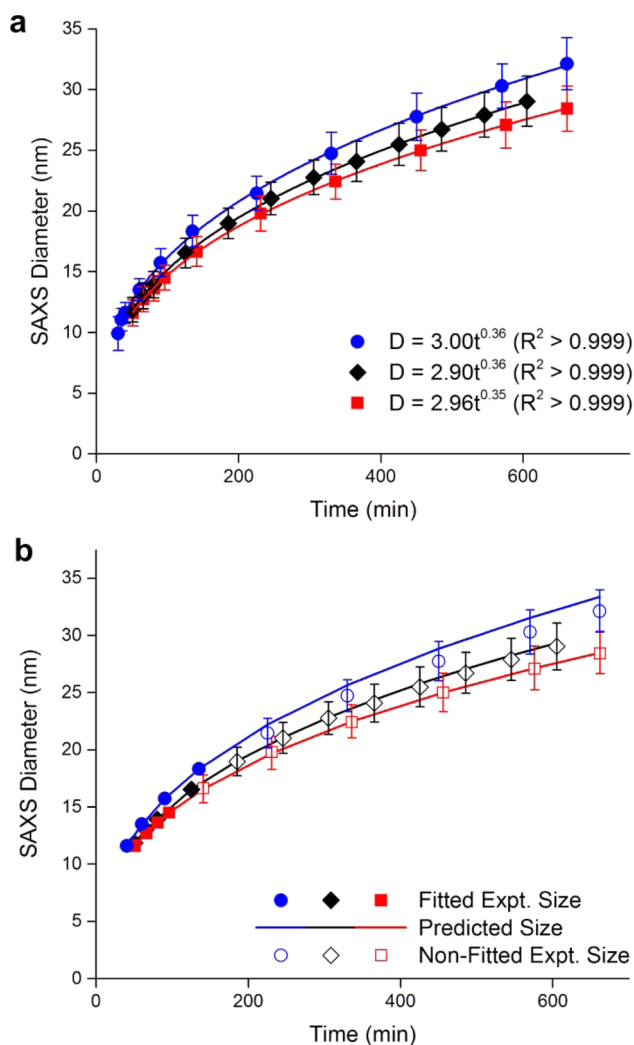 a
35
30
25
20
15
10
5
0
SAXS Diameter (nm)
D = 3.00t^0.36 (R² > 0.999)
D = 2.90t^0.36 (R² > 0.999)
D = 2.96t^0.35 (R² > 0.999)
0 200 400 600
Time (min)
b
35
30
25
20
15
10
5
0
SAXS Diameter (nm)
Fitted Expt. Size
Predicted Size
Non-Fitted Expt. Size
0 200 400 600
Time (min)